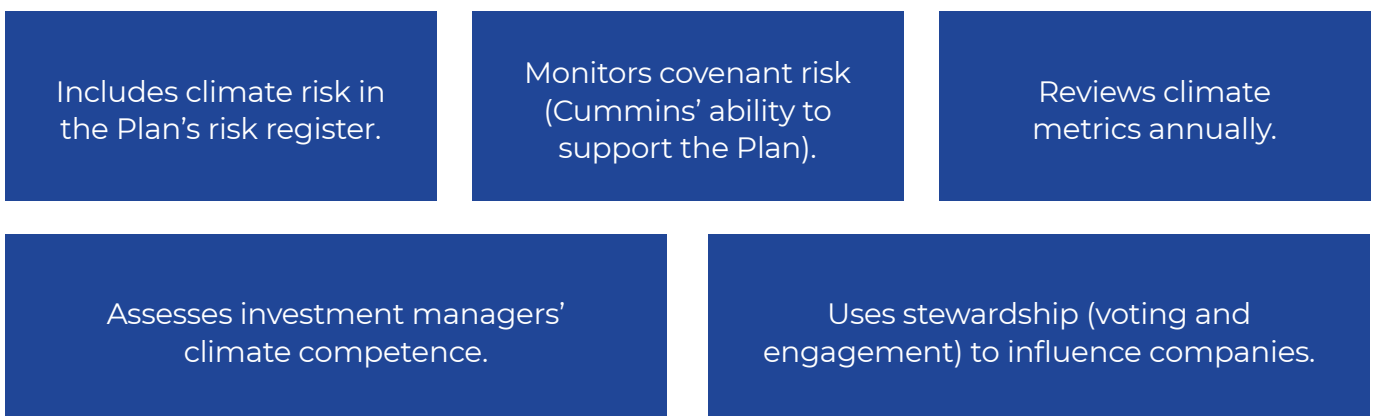 Includes climate risk in
the Plan’s risk register.
Monitors covenant risk
(Cummins’ ability to
support the Plan).
Reviews climate
metrics annually.
Assesses investment managers’
climate competence.
Uses stewardship (voting and
engagement) to influence companies.